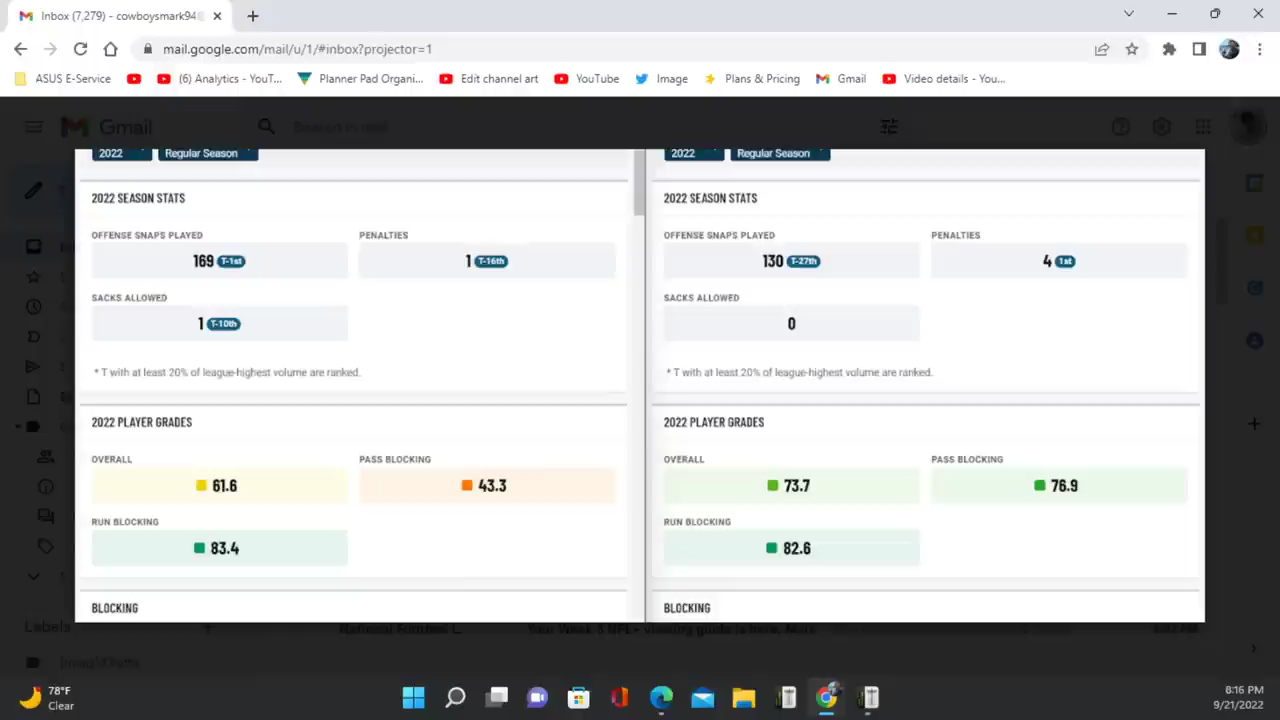 Inbox (7,279) - cowboysmark94
mail.google.com/mail/u/1/#inbox?projector=1
ASUS E-Service (6) Analytics - YouT... Planner Pad Organi... Edit channel art YouTube Image Plans & Pricing Gmail Video details - You...
Gmail Search in mail
2022 Regular Season
2022 SEASON STATS
OFFENSE SNAPS PLAYED PENALTIES
169 T-1st 1 T-16th
SACKS ALLOWED
1 T-10th
* T with at least 20% of league-highest volume are ranked.
2022 PLAYER GRADES
OVERALL PASS BLOCKING
61.6 43.3
RUN BLOCKING
83.4
BLOCKING
2022 Regular Season
2022 SEASON STATS
OFFENSE SNAPS PLAYED PENALTIES
130 T-27th 4 1st
SACKS ALLOWED
0
* T with at least 20% of league-highest volume are ranked.
2022 PLAYER GRADES
OVERALL PASS BLOCKING
73.7 76.9
RUN BLOCKING
82.6
BLOCKING
Labels
78°F
Clear
8:16 PM
9/21/2022